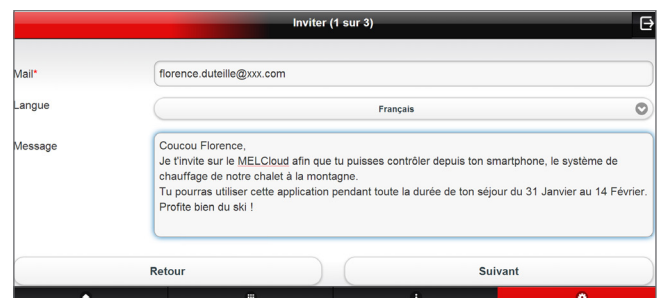 Inviter (1 sur 3)
Mail*
florence.duteille@xxx.com
Langue
Français
Message
Coucou Florence,
Je t'invite sur le MELCloud afin que tu puisses contrôler depuis ton smartphone, le système de
chauffage de notre chalet à la montagne.
Tu pourras utiliser cette application pendant toute la durée de ton séjour du 31 Janvier au 14 Février.
Profite bien du ski !
Retour
Suivant